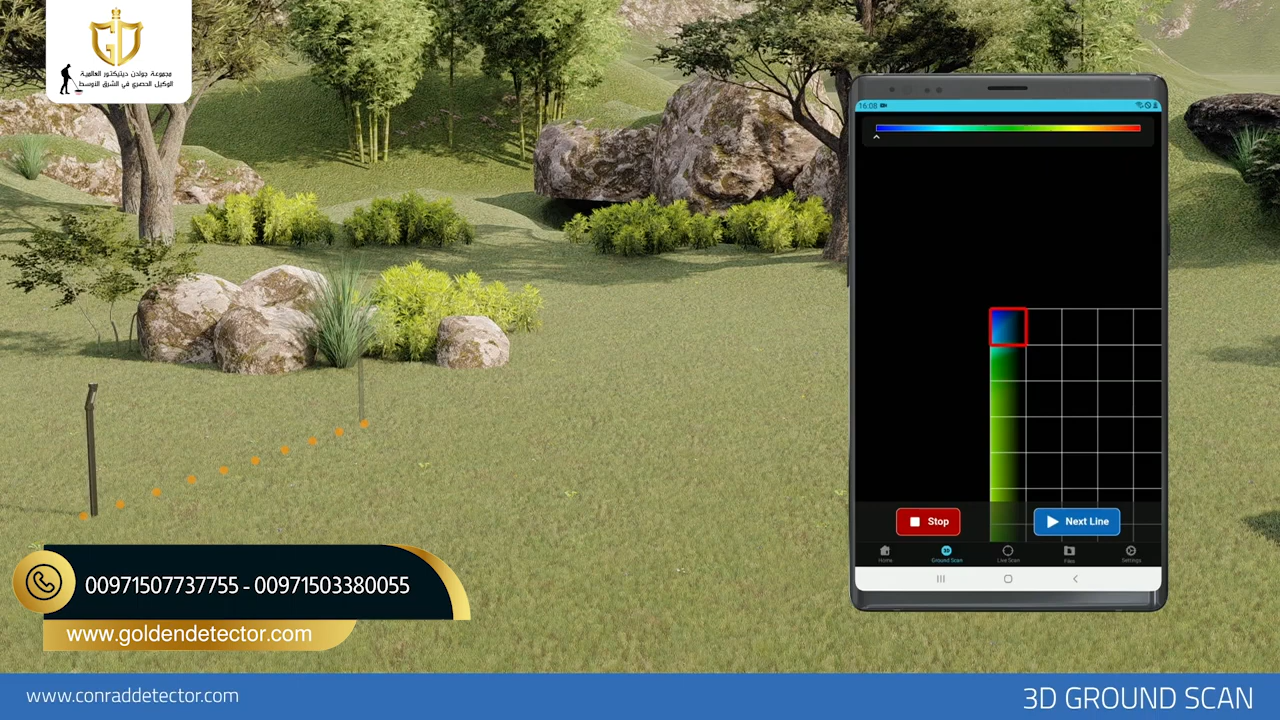 GD
مجموعة جولدن ديتيكتور العالمية
الوكيل الحصري في الشرق الأوسط
16:08
Stop
Next Line
Home
Ground Scan
Live Scan
Files
Settings
00971507737755 - 00971503380055
www.goldendetector.com
www.conraddetector.com
3D GROUND SCAN